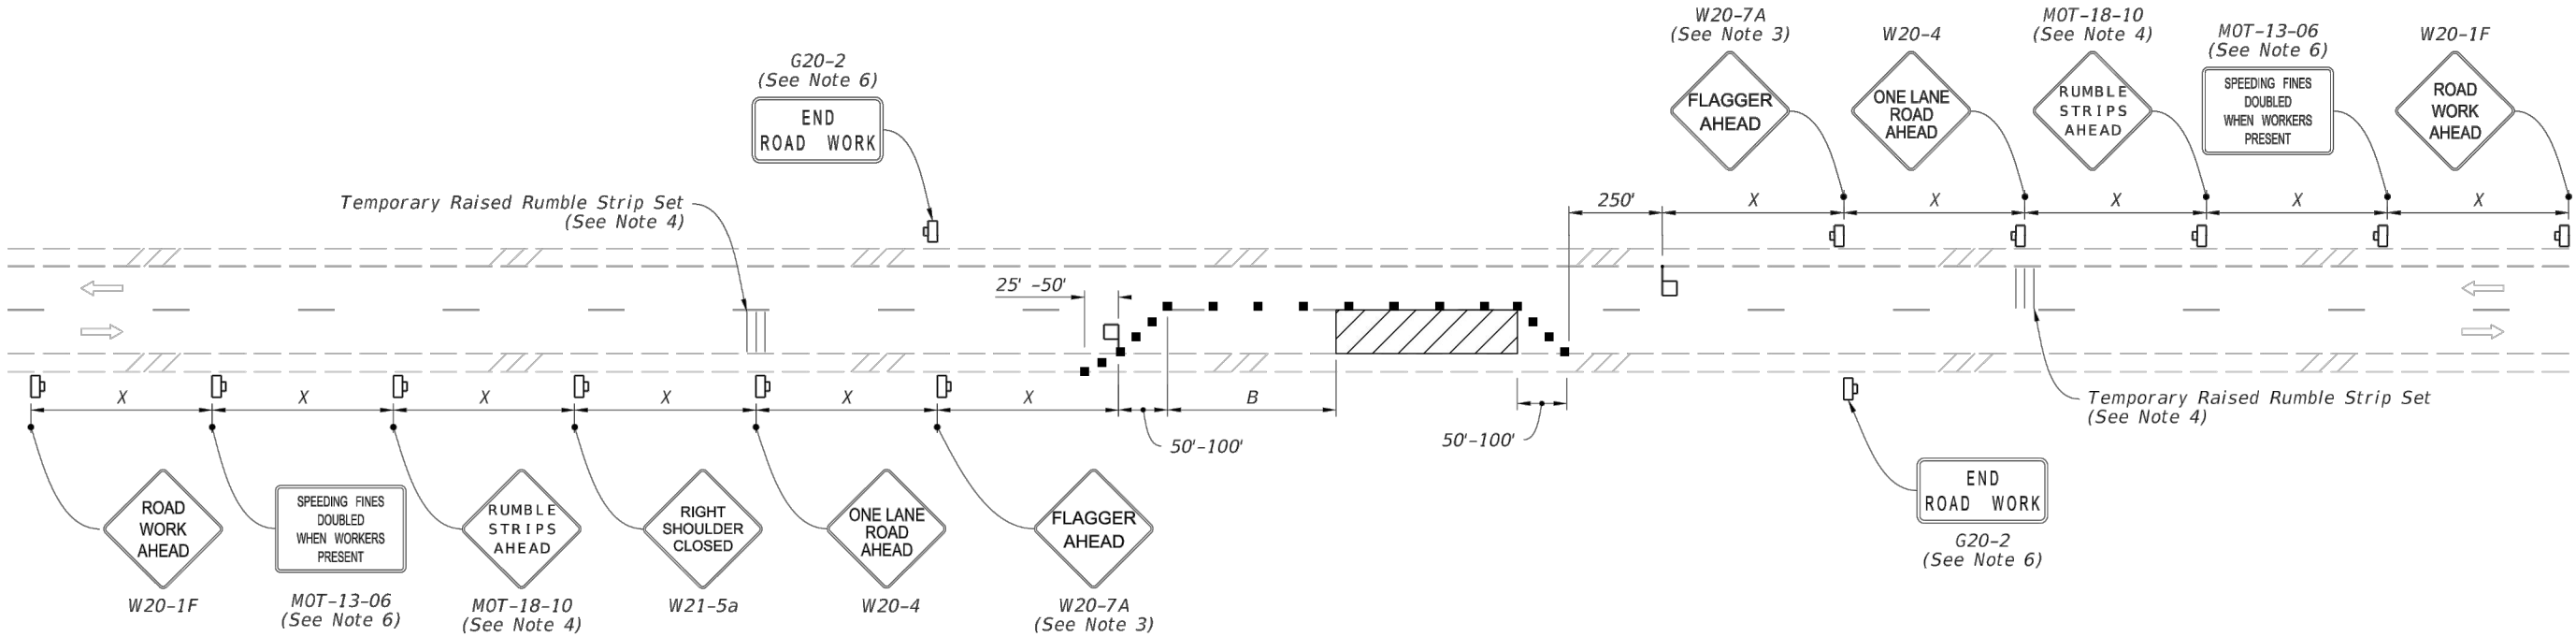 W20-7A
(See Note 3)
FLAGGER
AHEAD
W20-4
ONE LANE
ROAD
AHEAD
MOT-18-10
(See Note 4)
RUMBLE
STRIPS
AHEAD
MOT-13-06
(See Note 6)
SPEEDING FINES
DOUBLED
WHEN WORKERS
PRESENT
W20-1F
ROAD
WORK
AHEAD
G20-2
(See Note 6)
END
ROAD WORK
Temporary Raised Rumble Strip Set
(See Note 4)
250'
X
X
X
X
X
25' -50'
X
X
X
X
X
X
B
50'-100'
50'-100'
Temporary Raised Rumble Strip Set
(See Note 4)
END
ROAD WORK
G20-2
(See Note 6)
ROAD
WORK
AHEAD
W20-1F
SPEEDING FINES
DOUBLED
WHEN WORKERS
PRESENT
MOT-13-06
(See Note 6)
RUMBLE
STRIPS
AHEAD
MOT-18-10
(See Note 4)
RIGHT
SHOULDER
CLOSED
W21-5a
ONE LANE
ROAD
AHEAD
W20-4
FLAGGER
AHEAD
W20-7A
(See Note 3)